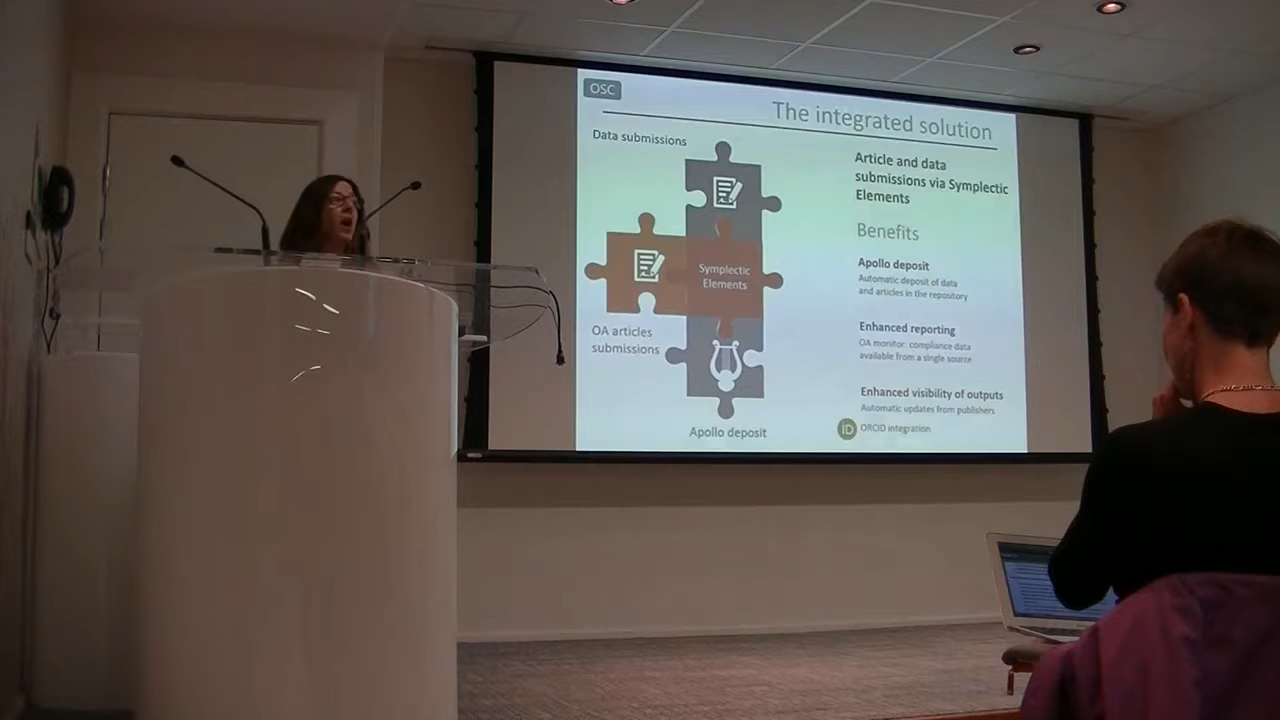 OSC
The integrated solution
Data submissions
Symplectic
Elements
OA articles
submissions
Apollo deposit
Article and data
submissions via Symplectic
Elements
Benefits
Apollo deposit
Automatic deposit of data
and articles in the repository
Enhanced reporting
OA monitor: compliance data
available from a single source
Enhanced visibility of outputs
Automatic updates from publishers
iD ORCID integration